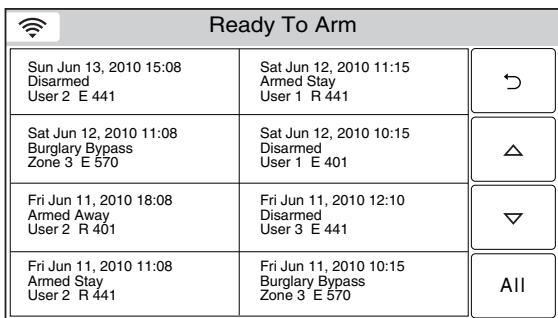 Ready To Arm
Sun Jun 13, 2010 15:08
Disarmed
User 2 E 441
Sat Jun 12, 2010 11:15
Armed Stay
User 1 R 441
Sat Jun 12, 2010 11:08
Burglary Bypass
Zone 3 E 570
Sat Jun 12, 2010 10:15
Disarmed
User 1 E 401
Fri Jun 11, 2010 18:08
Armed Away
User 2 R 401
Fri Jun 11, 2010 12:10
Disarmed
User 3 E 441
Fri Jun 11, 2010 11:08
Armed Stay
User 2 R 441
Fri Jun 11, 2010 10:15
Burglary Bypass
Zone 3 E 570
All